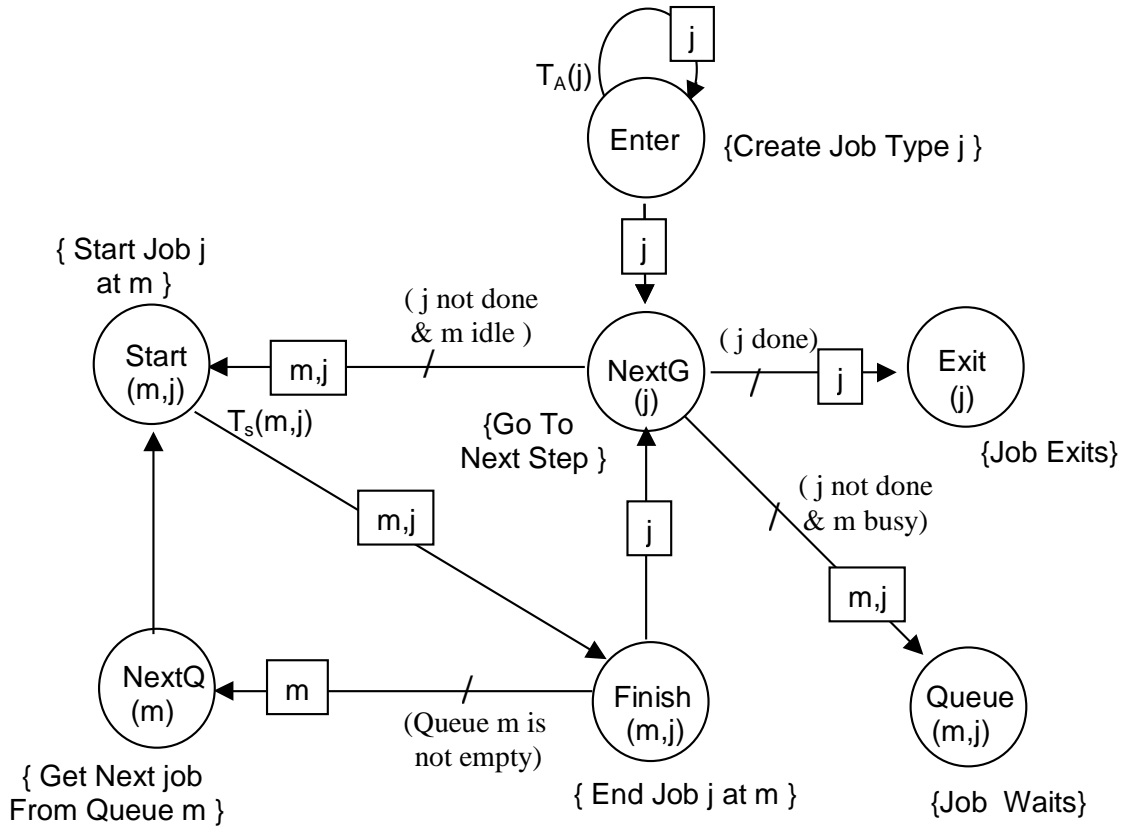 j
T_A(j)
Enter
{Create Job Type j }
j
{ Start Job j
at m }
( j not done
& m idle )
( j done)
Start
(m,j)
m,j
NextG
(j)
j
Exit
(j)
T_s(m,j)
{Go To
Next Step }
{Job Exits}
( j not done
& m busy)
m,j
j
m,j
NextQ
(m)
m
Finish
(m,j)
Queue
(m,j)
(Queue m is
not empty)
{ Get Next job
From Queue m }
{ End Job j at m }
{Job Waits}